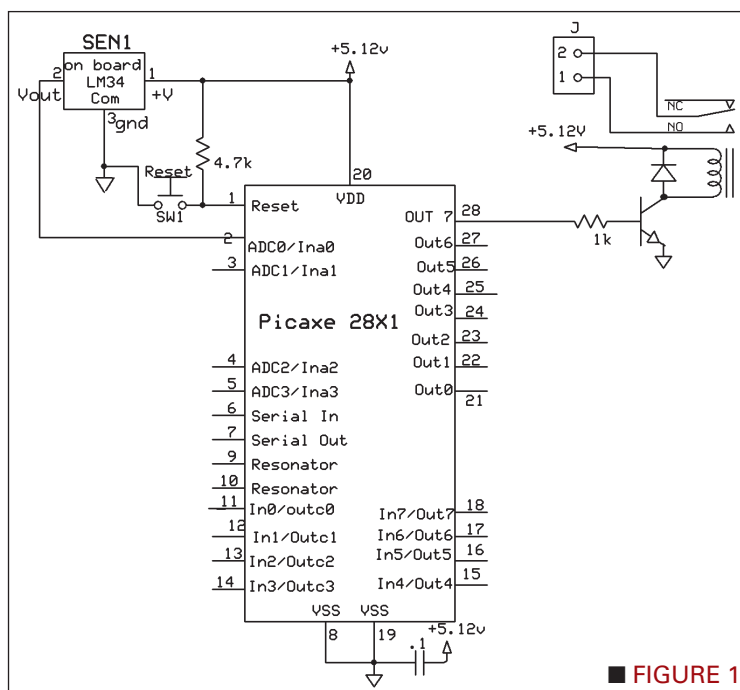 SEN1
on board
LM34
Com
2
1
Vout
+V
3
gnd
Reset
SW1
4.7k
+5.12v
20
VDD
1
Reset
2
ADC0/Ina0
3
ADC1/Ina1
Picaxe 28X1
4
ADC2/Ina2
5
ADC3/Ina3
6
Serial In
7
Serial Out
9
Resonator
10
Resonator
11
In0/outc0
12
In1/Outc1
13
In2/Outc2
14
In3/Outc3
OUT 7
28
Out6
27
Out5
26
Out4
25
Out3
24
Out2
23
Out1
22
Out0
21
In7/Out7
18
In6/Out6
17
In5/Out5
16
In4/Out4
15
VSS
VSS
8
19
.1
+5.12v
J
2
1
NC
NO
+5.12V
1k
■ FIGURE 1